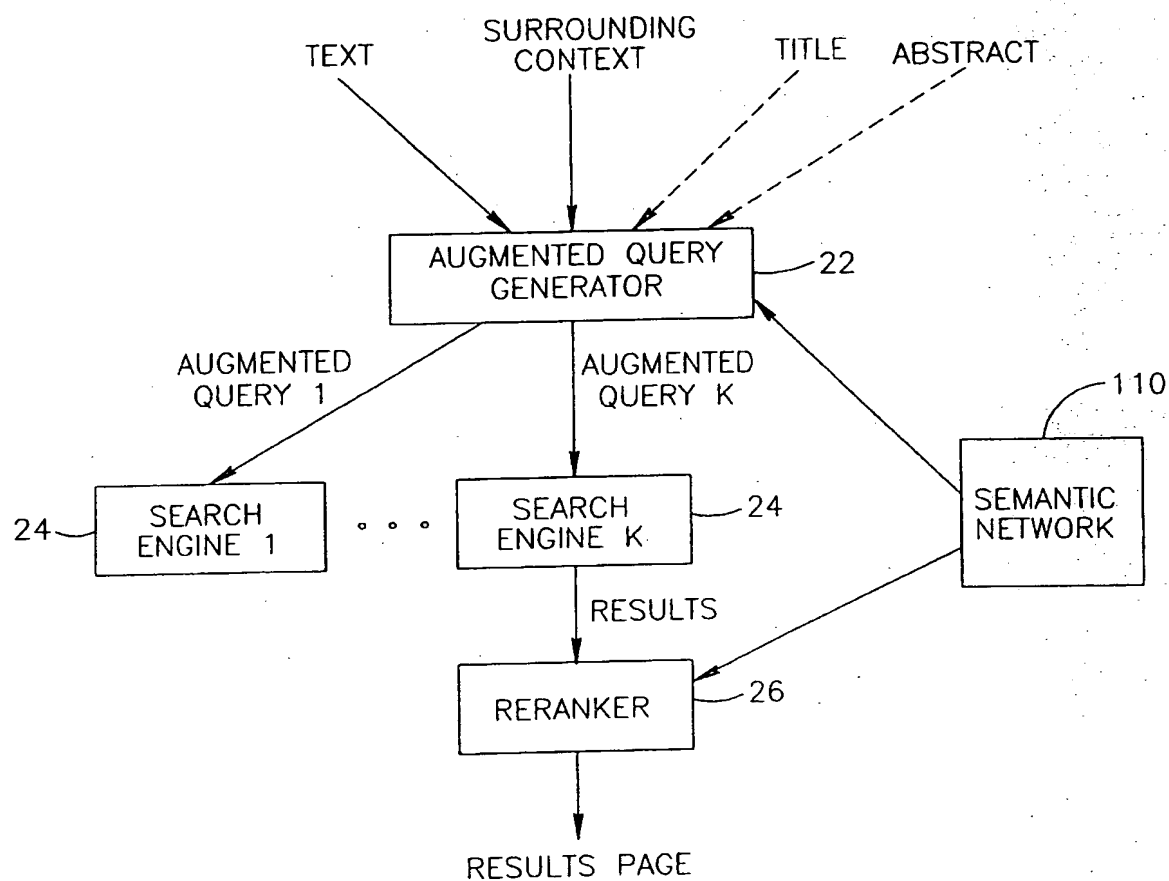 TEXT
SURROUNDING
CONTEXT
TITLE
ABSTRACT
AUGMENTED QUERY
GENERATOR
22
AUGMENTED
QUERY 1
AUGMENTED
QUERY K
110
24
SEARCH
ENGINE 1
SEARCH
ENGINE K
24
SEMANTIC
NETWORK
RESULTS
RERANKER
26
RESULTS PAGE